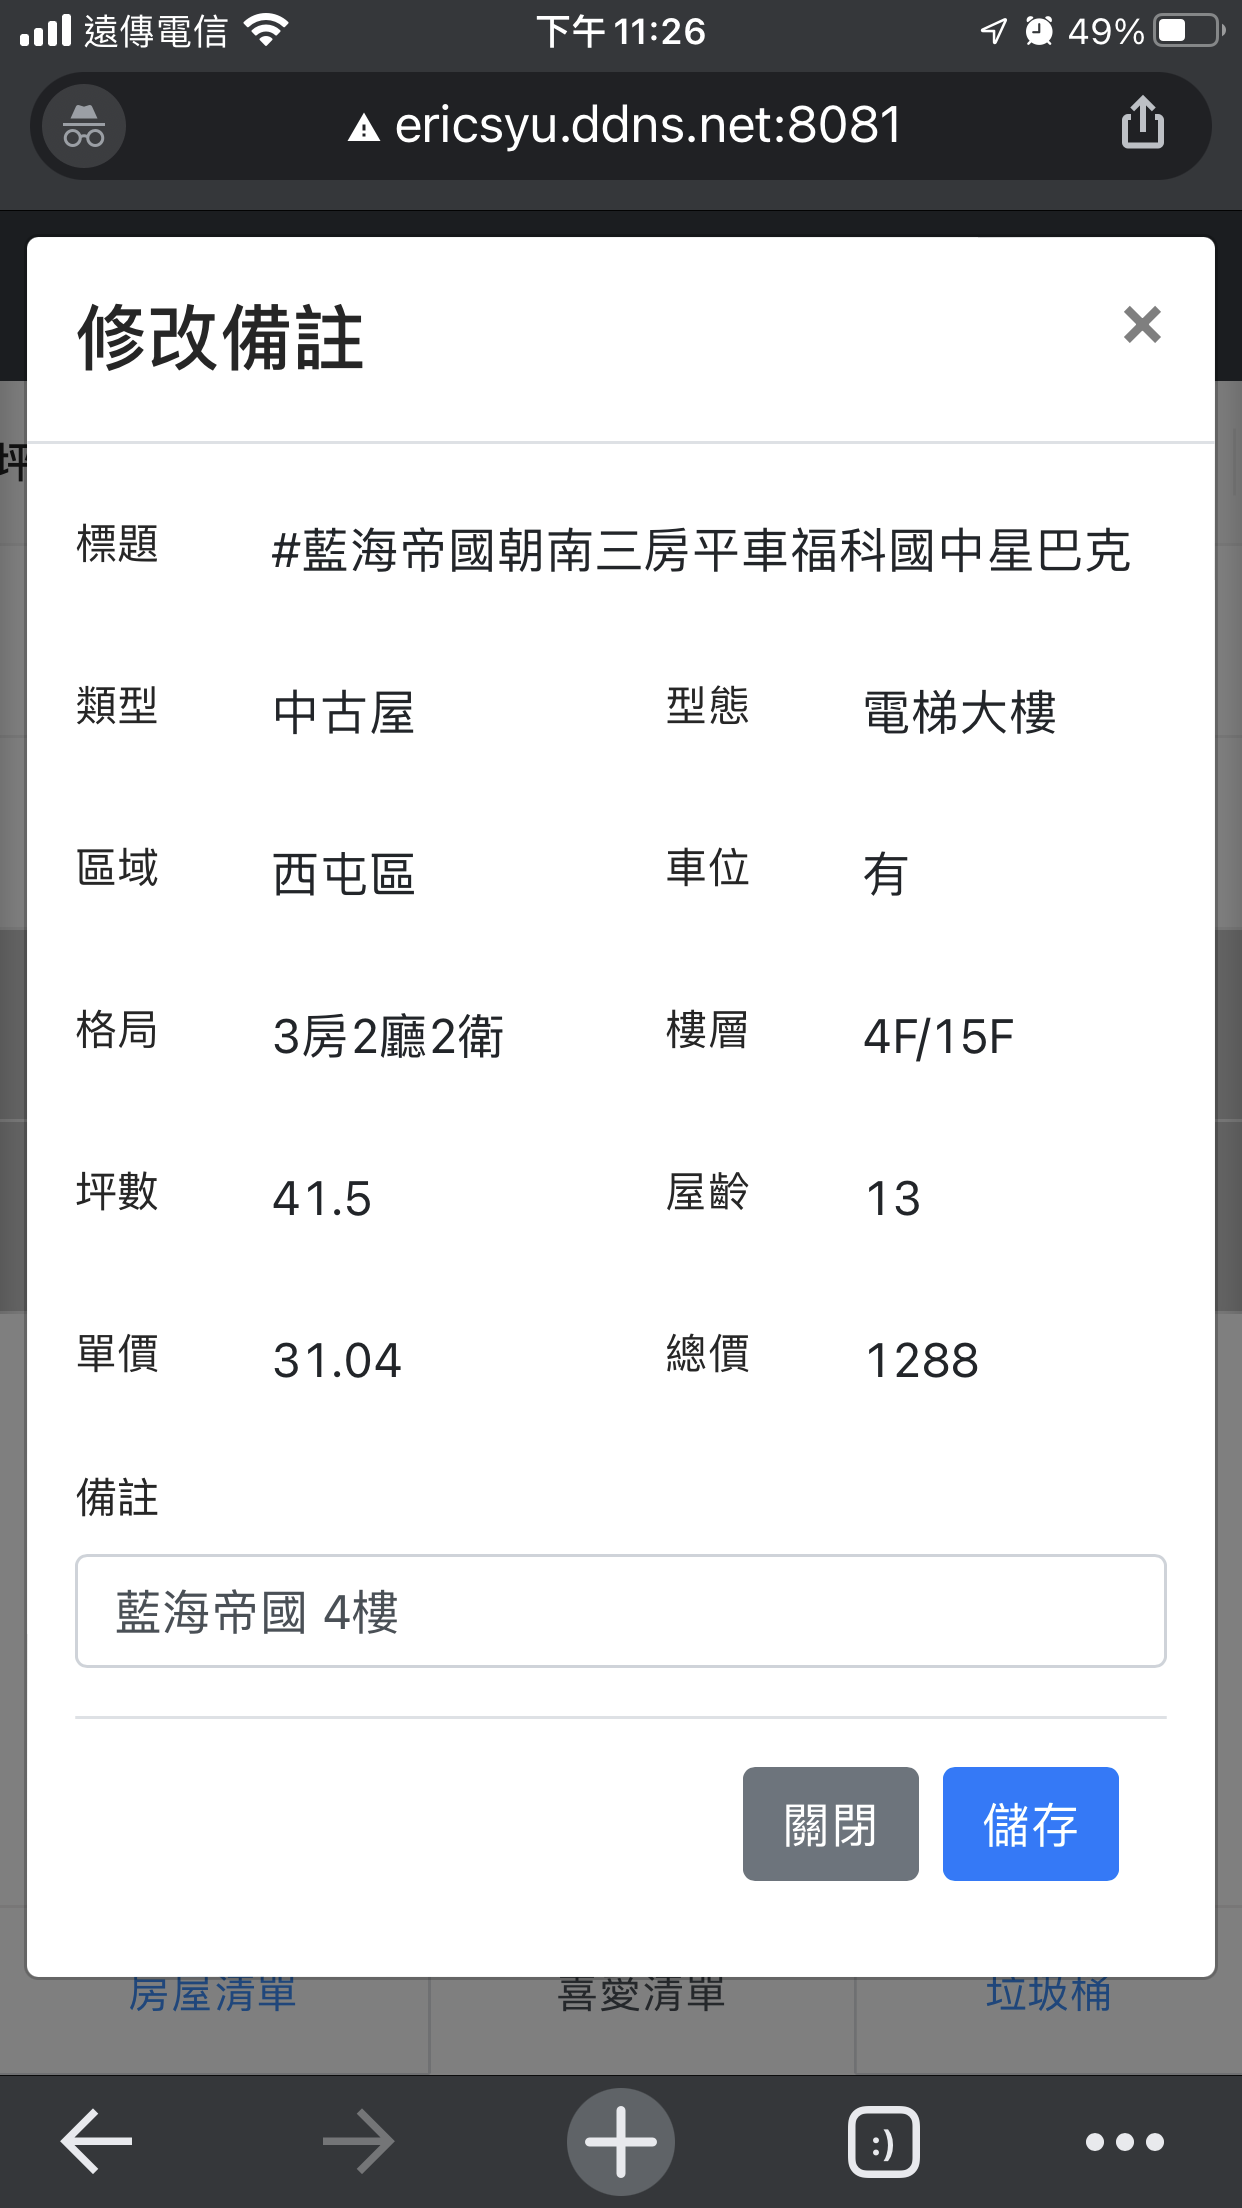 遠傳電信 下午 11:26 49%
ericsyu.ddns.net:8081
修改備註 ×
坪
標題 #藍海帝國朝南三房平車福科國中星巴克
類型 中古屋 型態 電梯大樓
區域 西屯區 車位 有
格局 3房2廳2衛 樓層 4F/15F
坪數 41.5 屋齡 13
單價 31.04 總價 1288
備註
藍海帝國 4樓
關閉 儲存
房屋清單 喜愛清單 垃圾桶
:)